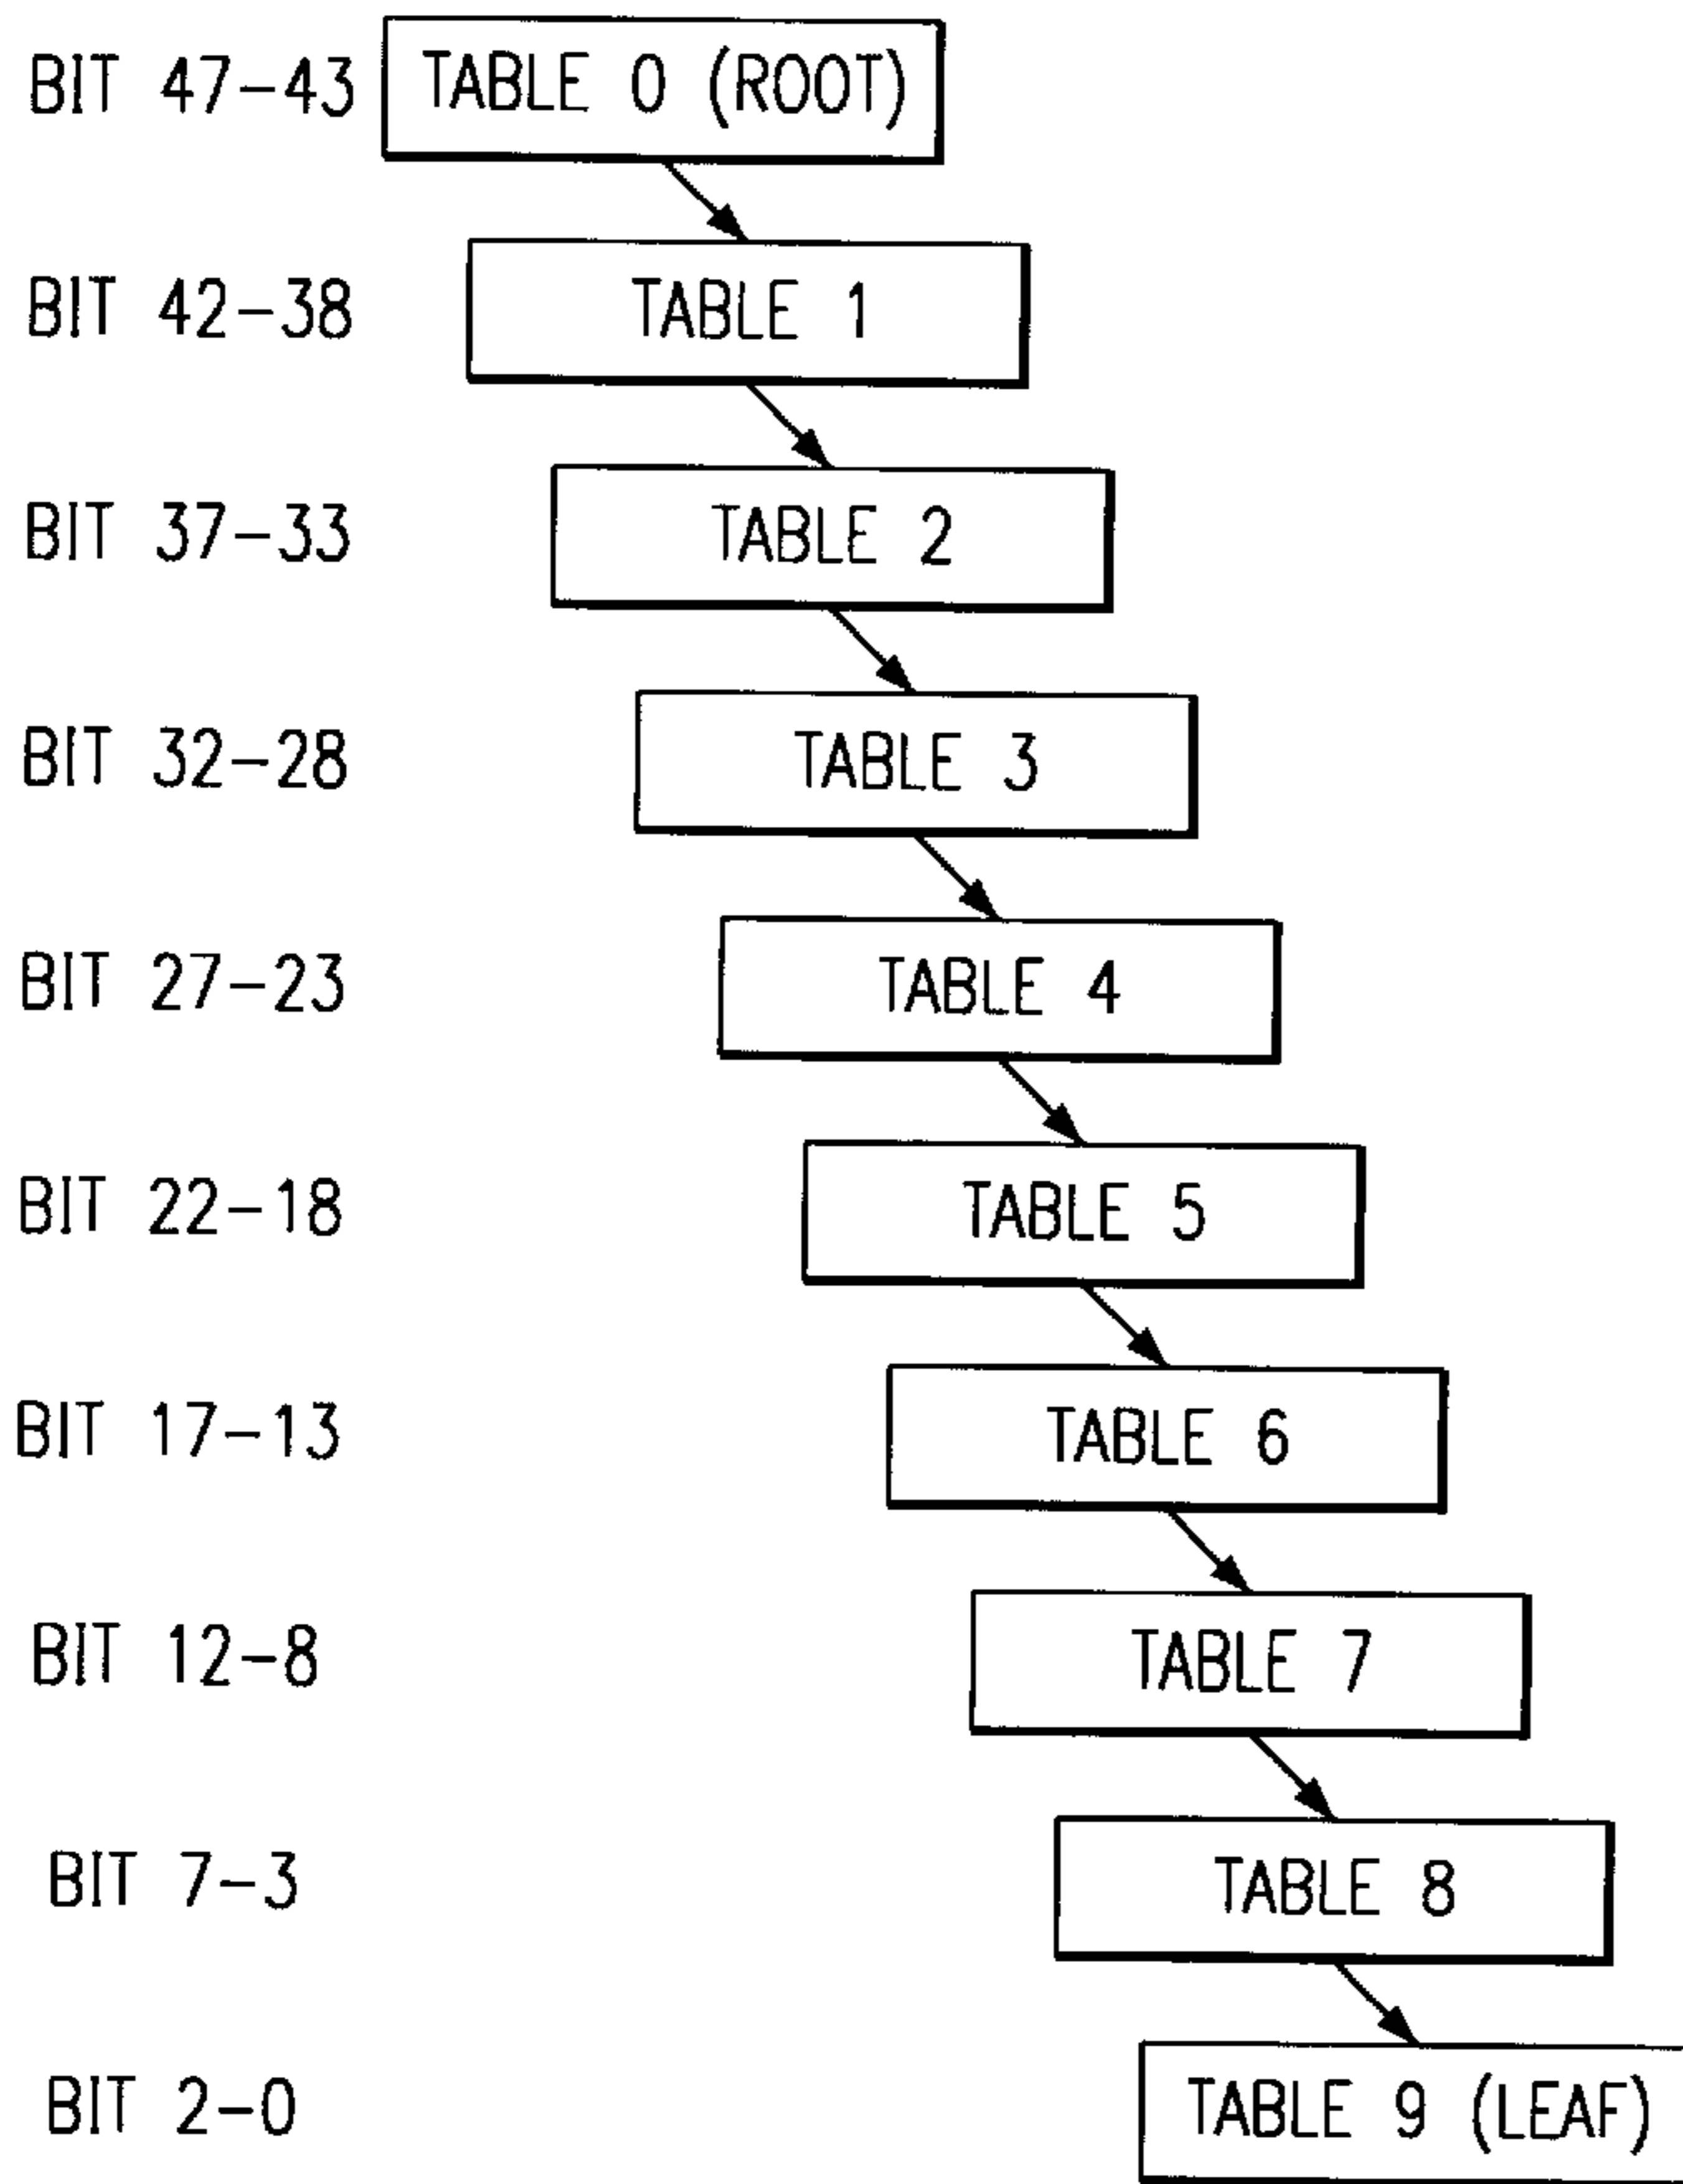 BIT 47-43 TABLE 0 (ROOT)
BIT 42-38 TABLE 1
BIT 37-33 TABLE 2
BIT 32-28 TABLE 3
BIT 27-23 TABLE 4
BIT 22-18 TABLE 5
BIT 17-13 TABLE 6
BIT 12-8 TABLE 7
BIT 7-3 TABLE 8
BIT 2-0 TABLE 9 (LEAF)